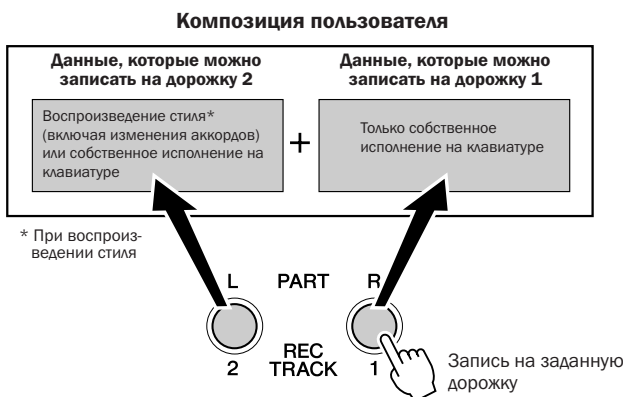 Композиция пользователя
Данные, которые можно
записать на дорожку 2
Данные, которые можно
записать на дорожку 1
Воспроизведение стиля*
(включая изменения аккордов)
или собственное исполнение на
клавиатуре
+
Только собственное
исполнение на клавиатуре
* При воспроиз-
ведении стиля
L PART R
2 REC TRACK 1
Запись на заданную
дорожку